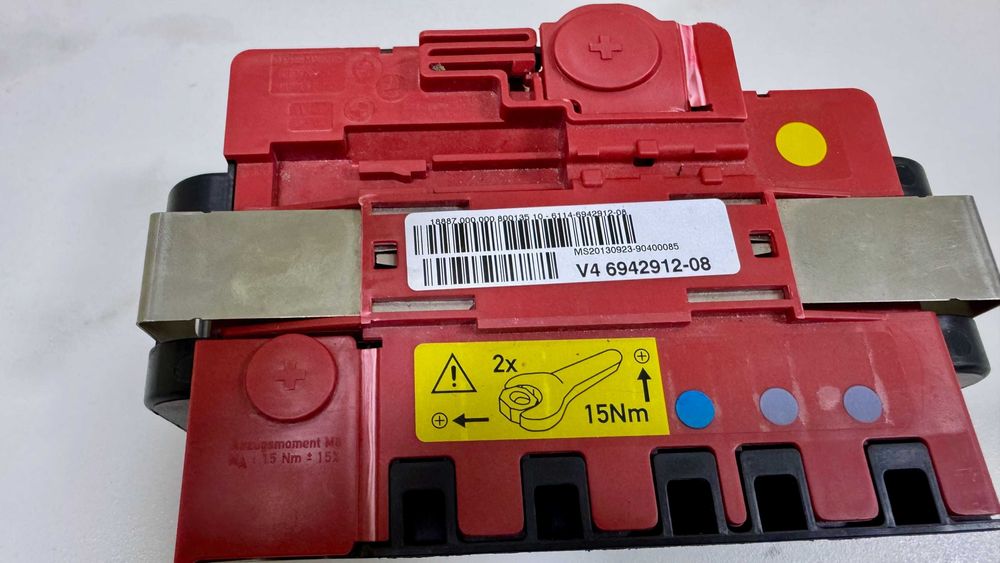 18887 000 000 800135 10 - 6114-6942912-08
MS20130923-90400085
V4 6942912-08
2x
15Nm
Anzugsmoment M8
MA : 15 Nm ± 15%